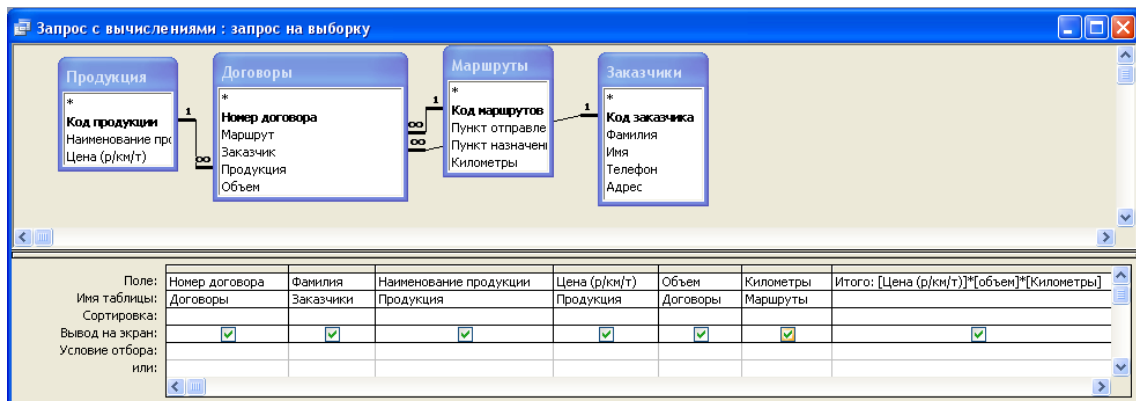 Запрос с вычислениями : запрос на выборку
Продукция
*
Код продукции
Наименование про
Цена (р/км/т)
1
∞
Договоры
*
Номер договора
Маршрут
Заказчик
Продукция
Объем
∞
∞
1
Маршруты
*
Код маршрутов
Пункт отправле
Пункт назначени
Километры
1
Заказчики
*
Код заказчика
Фамилия
Имя
Телефон
Адрес
Поле: Номер договора Фамилия Наименование продукции Цена (р/км/т) Объем Километры Итого: [Цена (р/км/т)]*[объем]*[Километры]
Имя таблицы: Договоры Заказчики Продукция Продукция Договоры Маршруты
Сортировка:
Вывод на экран:
Условие отбора:
или: